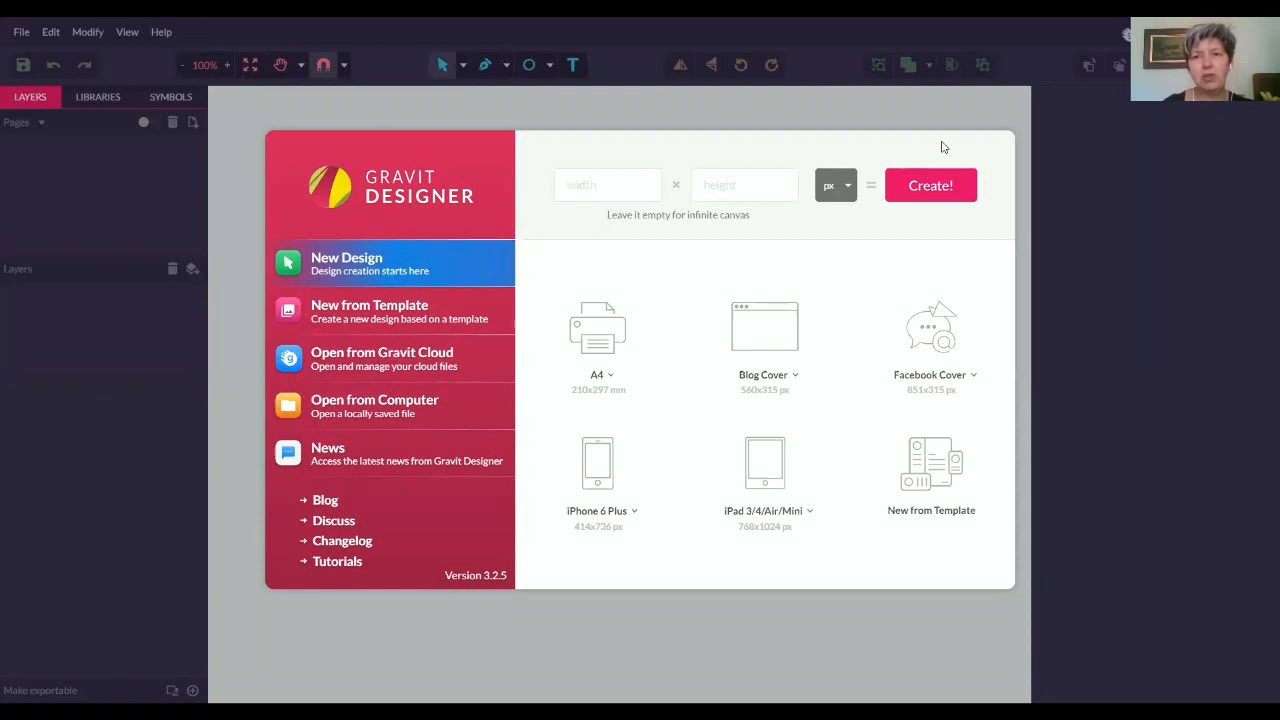 File Edit Modify View Help
- 100% +
LAYERS LIBRARIES SYMBOLS
Pages
Layers
Make exportable
GRAVIT
DESIGNER
New Design
Design creation starts here
New from Template
Create a new design based on a template
Open from Gravit Cloud
Open and manage your cloud files
Open from Computer
Open a locally saved file
News
Access the latest news from Gravit Designer
→ Blog
→ Discuss
→ Changelog
→ Tutorials
Version 3.2.5
width × height px = Create!
Leave it empty for infinite canvas
A4 Blog Cover Facebook Cover
210x297 mm 560x315 px 851x315 px
iPhone 6 Plus iPad 3/4/Air/Mini New from Template
414x736 px 768x1024 px